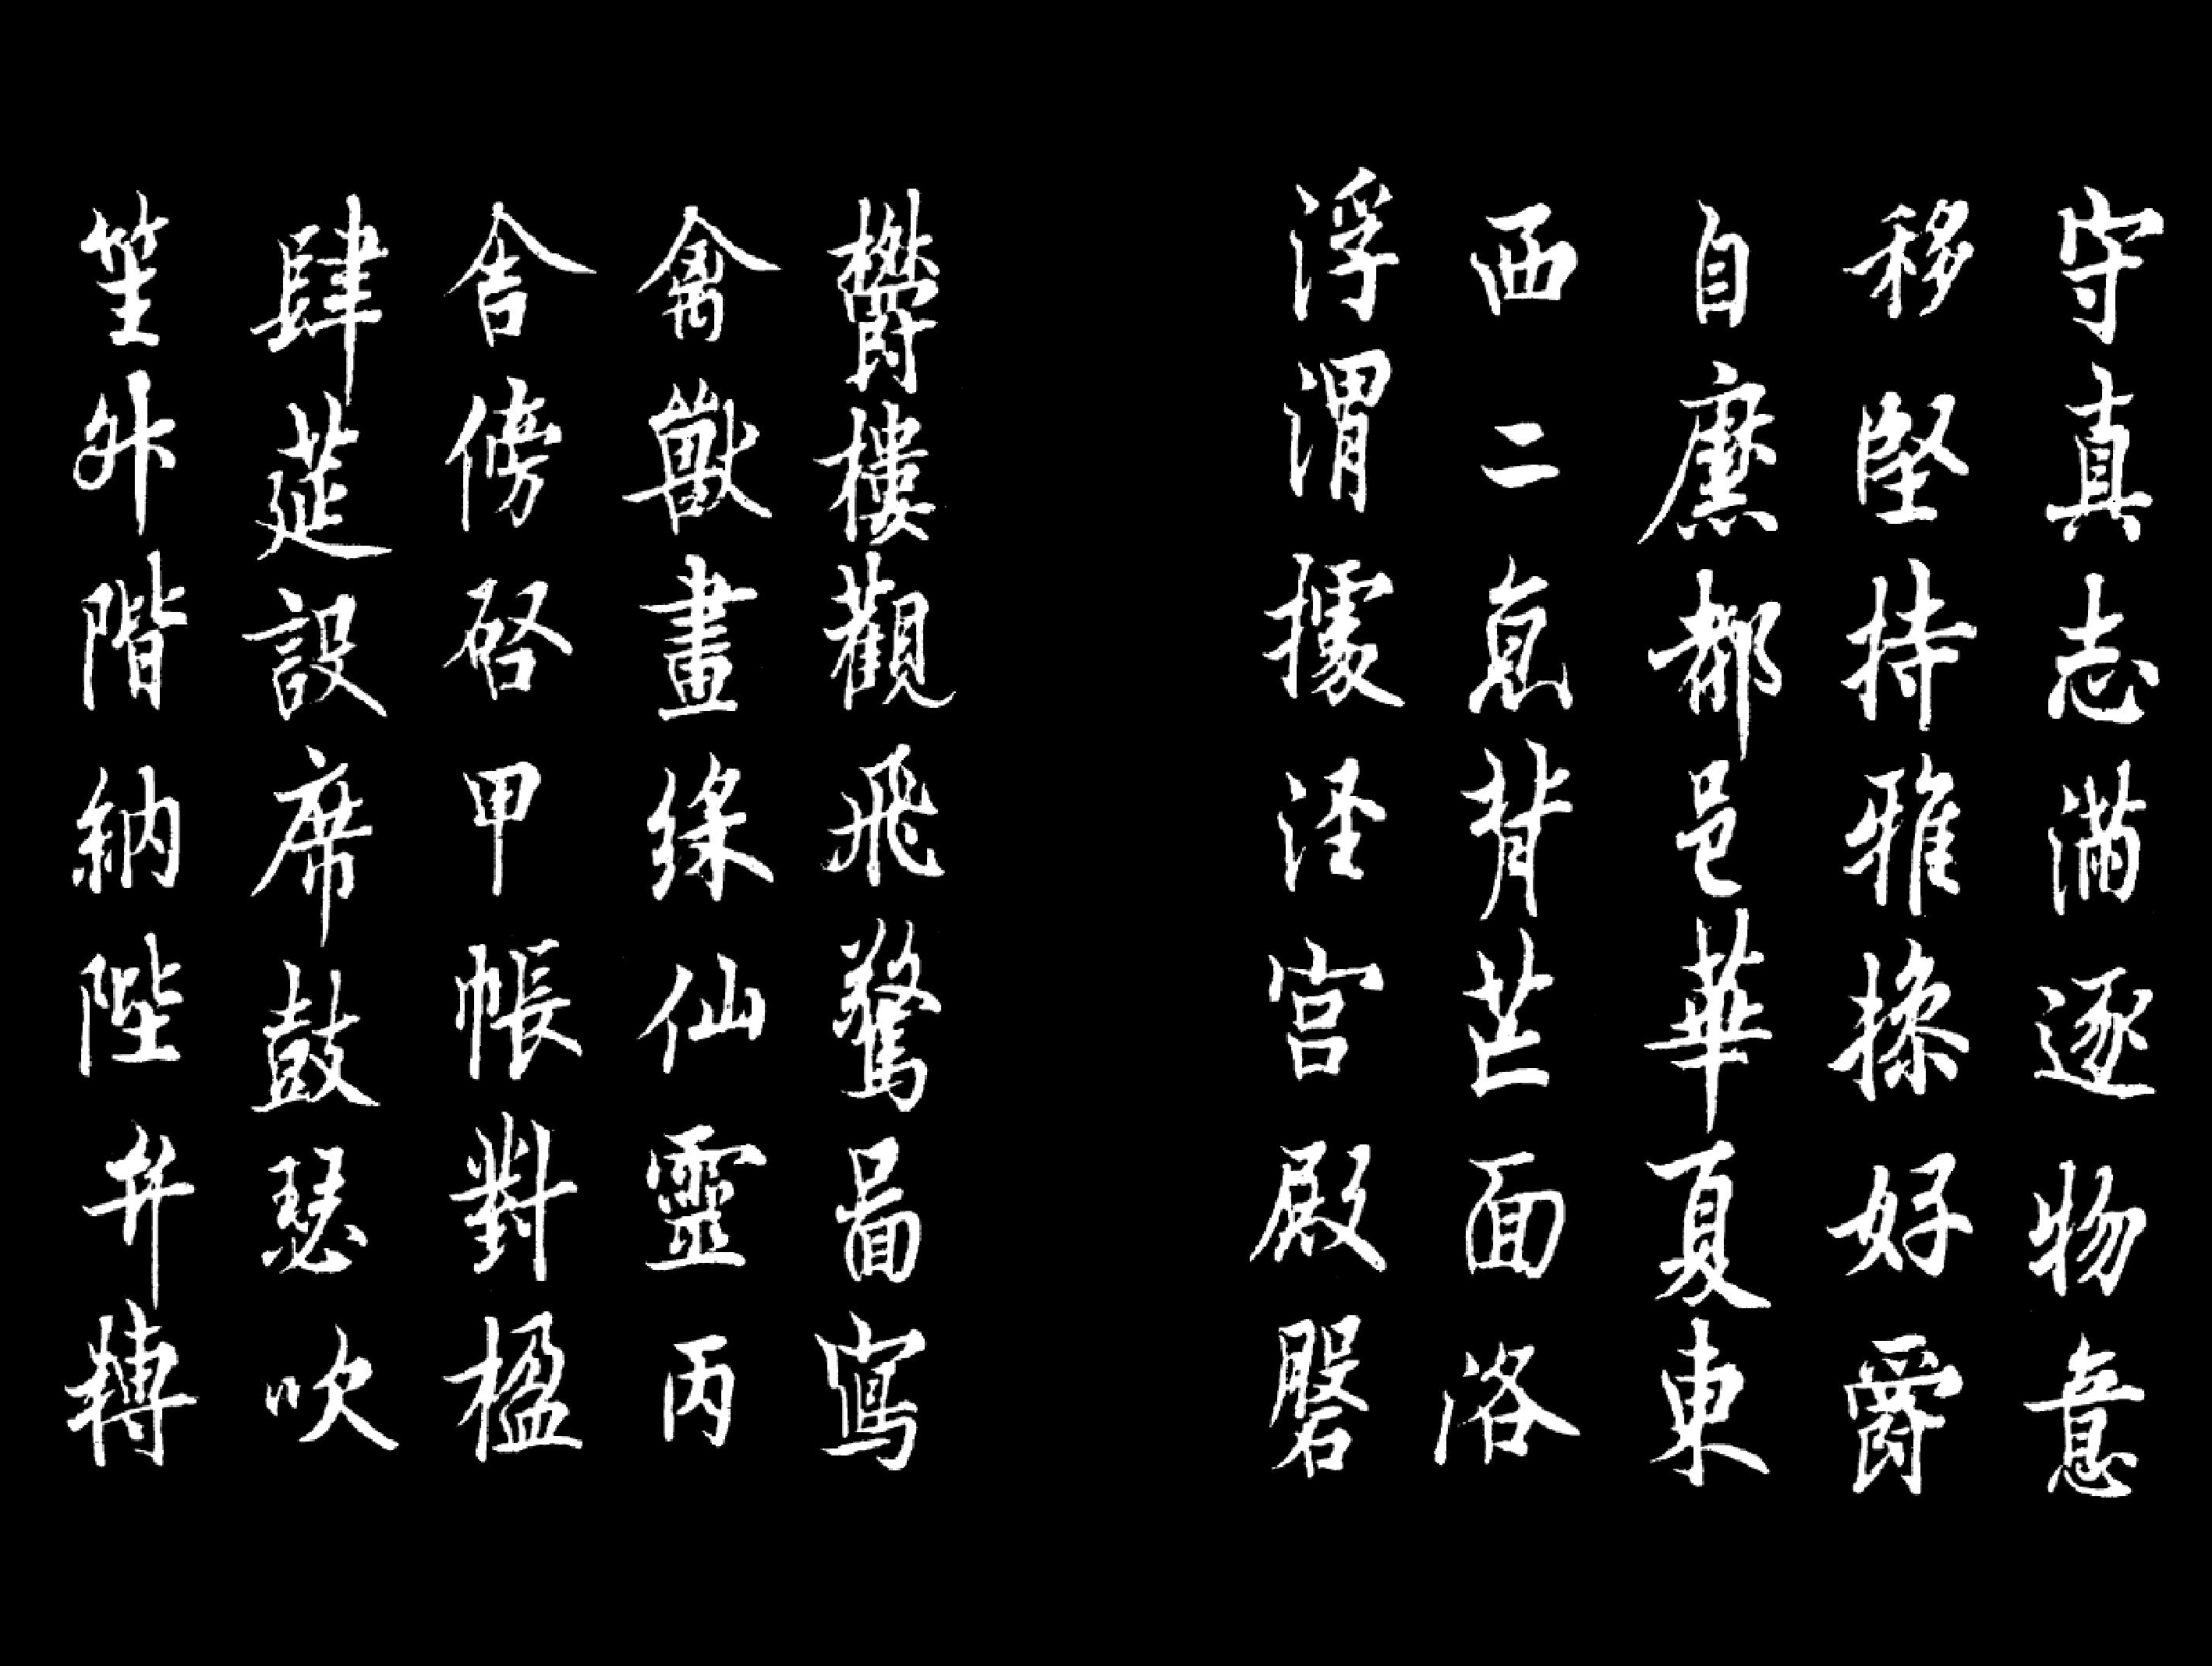 守真志滿逐物意
移堅持雅操好爵
自縻都邑華夏東
西二京背芒面洛
浮渭據涇宮殿磐
欝樓觀飛驚啚寫
禽獸畫綵仙靈丙
舍傍啓甲帳對楹
肆筵設席鼓瑟吹
笙升階納陛弁轉